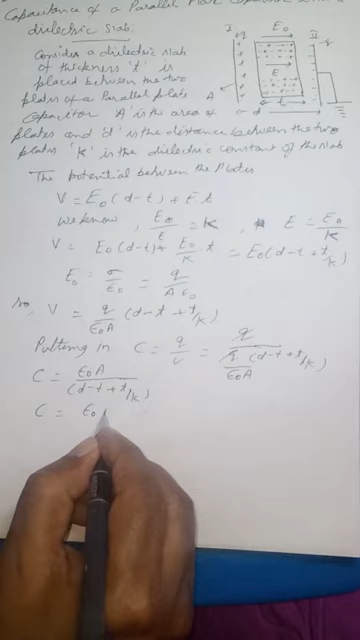 Capacitance of a Parallel Plate Capacitor with a
dielectric slab:
Consider a dielectric slab
of thickness 't' is
placed between the two
plates of a Parallel plate
Capacitor 'A' is the area of
plates and 'd' is the distance between the two
plates 'K' is the dielectric constant of the slab
I
II
E₀
+q
-q
E
A
t
d
The potential between the Plates
V = E₀(d-t) + E t
We know, E₀/E = K, E = E₀/K
V = E₀(d-t) + E₀/K · t = E₀(d-t+t/K)
E₀ = σ/ε₀ = q/Aε₀
so, V = q/ε₀A (d-t+t/K)
Putting in C = q/V = q/(q/ε₀A (d-t+t/K))
C = ε₀A/(d-t+t/K)
C = ε₀